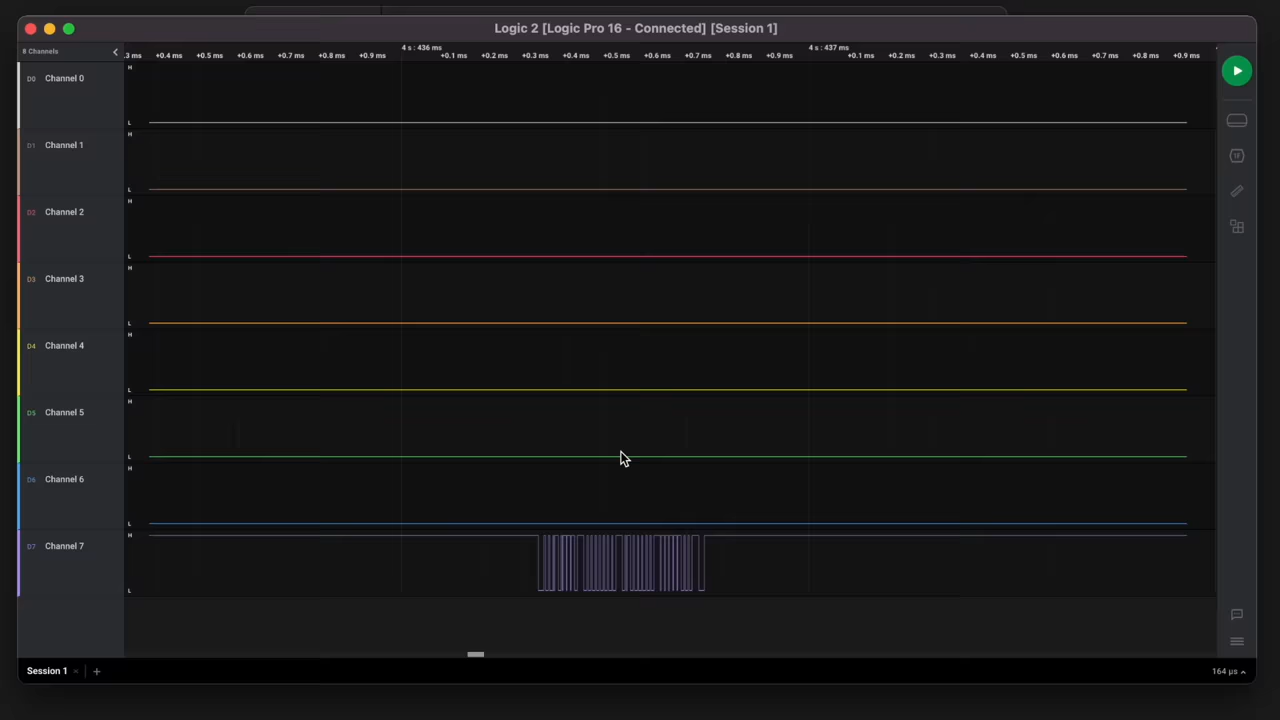 Logic 2 [Logic Pro 16 - Connected] [Session 1]
8 Channels
4 s : 436 ms
4 s : 437 ms
.3 ms +0.4 ms +0.5 ms +0.6 ms +0.7 ms +0.8 ms +0.9 ms +0.1 ms +0.2 ms +0.3 ms +0.4 ms +0.5 ms +0.6 ms +0.7 ms +0.8 ms +0.9 ms +0.1 ms +0.2 ms +0.3 ms +0.4 ms +0.5 ms +0.6 ms +0.7 ms +0.8 ms +0.9 ms
H
D0 Channel 0
L
H
D1 Channel 1
L
H
D2 Channel 2
L
H
D3 Channel 3
L
H
D4 Channel 4
L
H
D5 Channel 5
L
H
D6 Channel 6
L
H
D7 Channel 7
L
1F
Session 1
164 µs